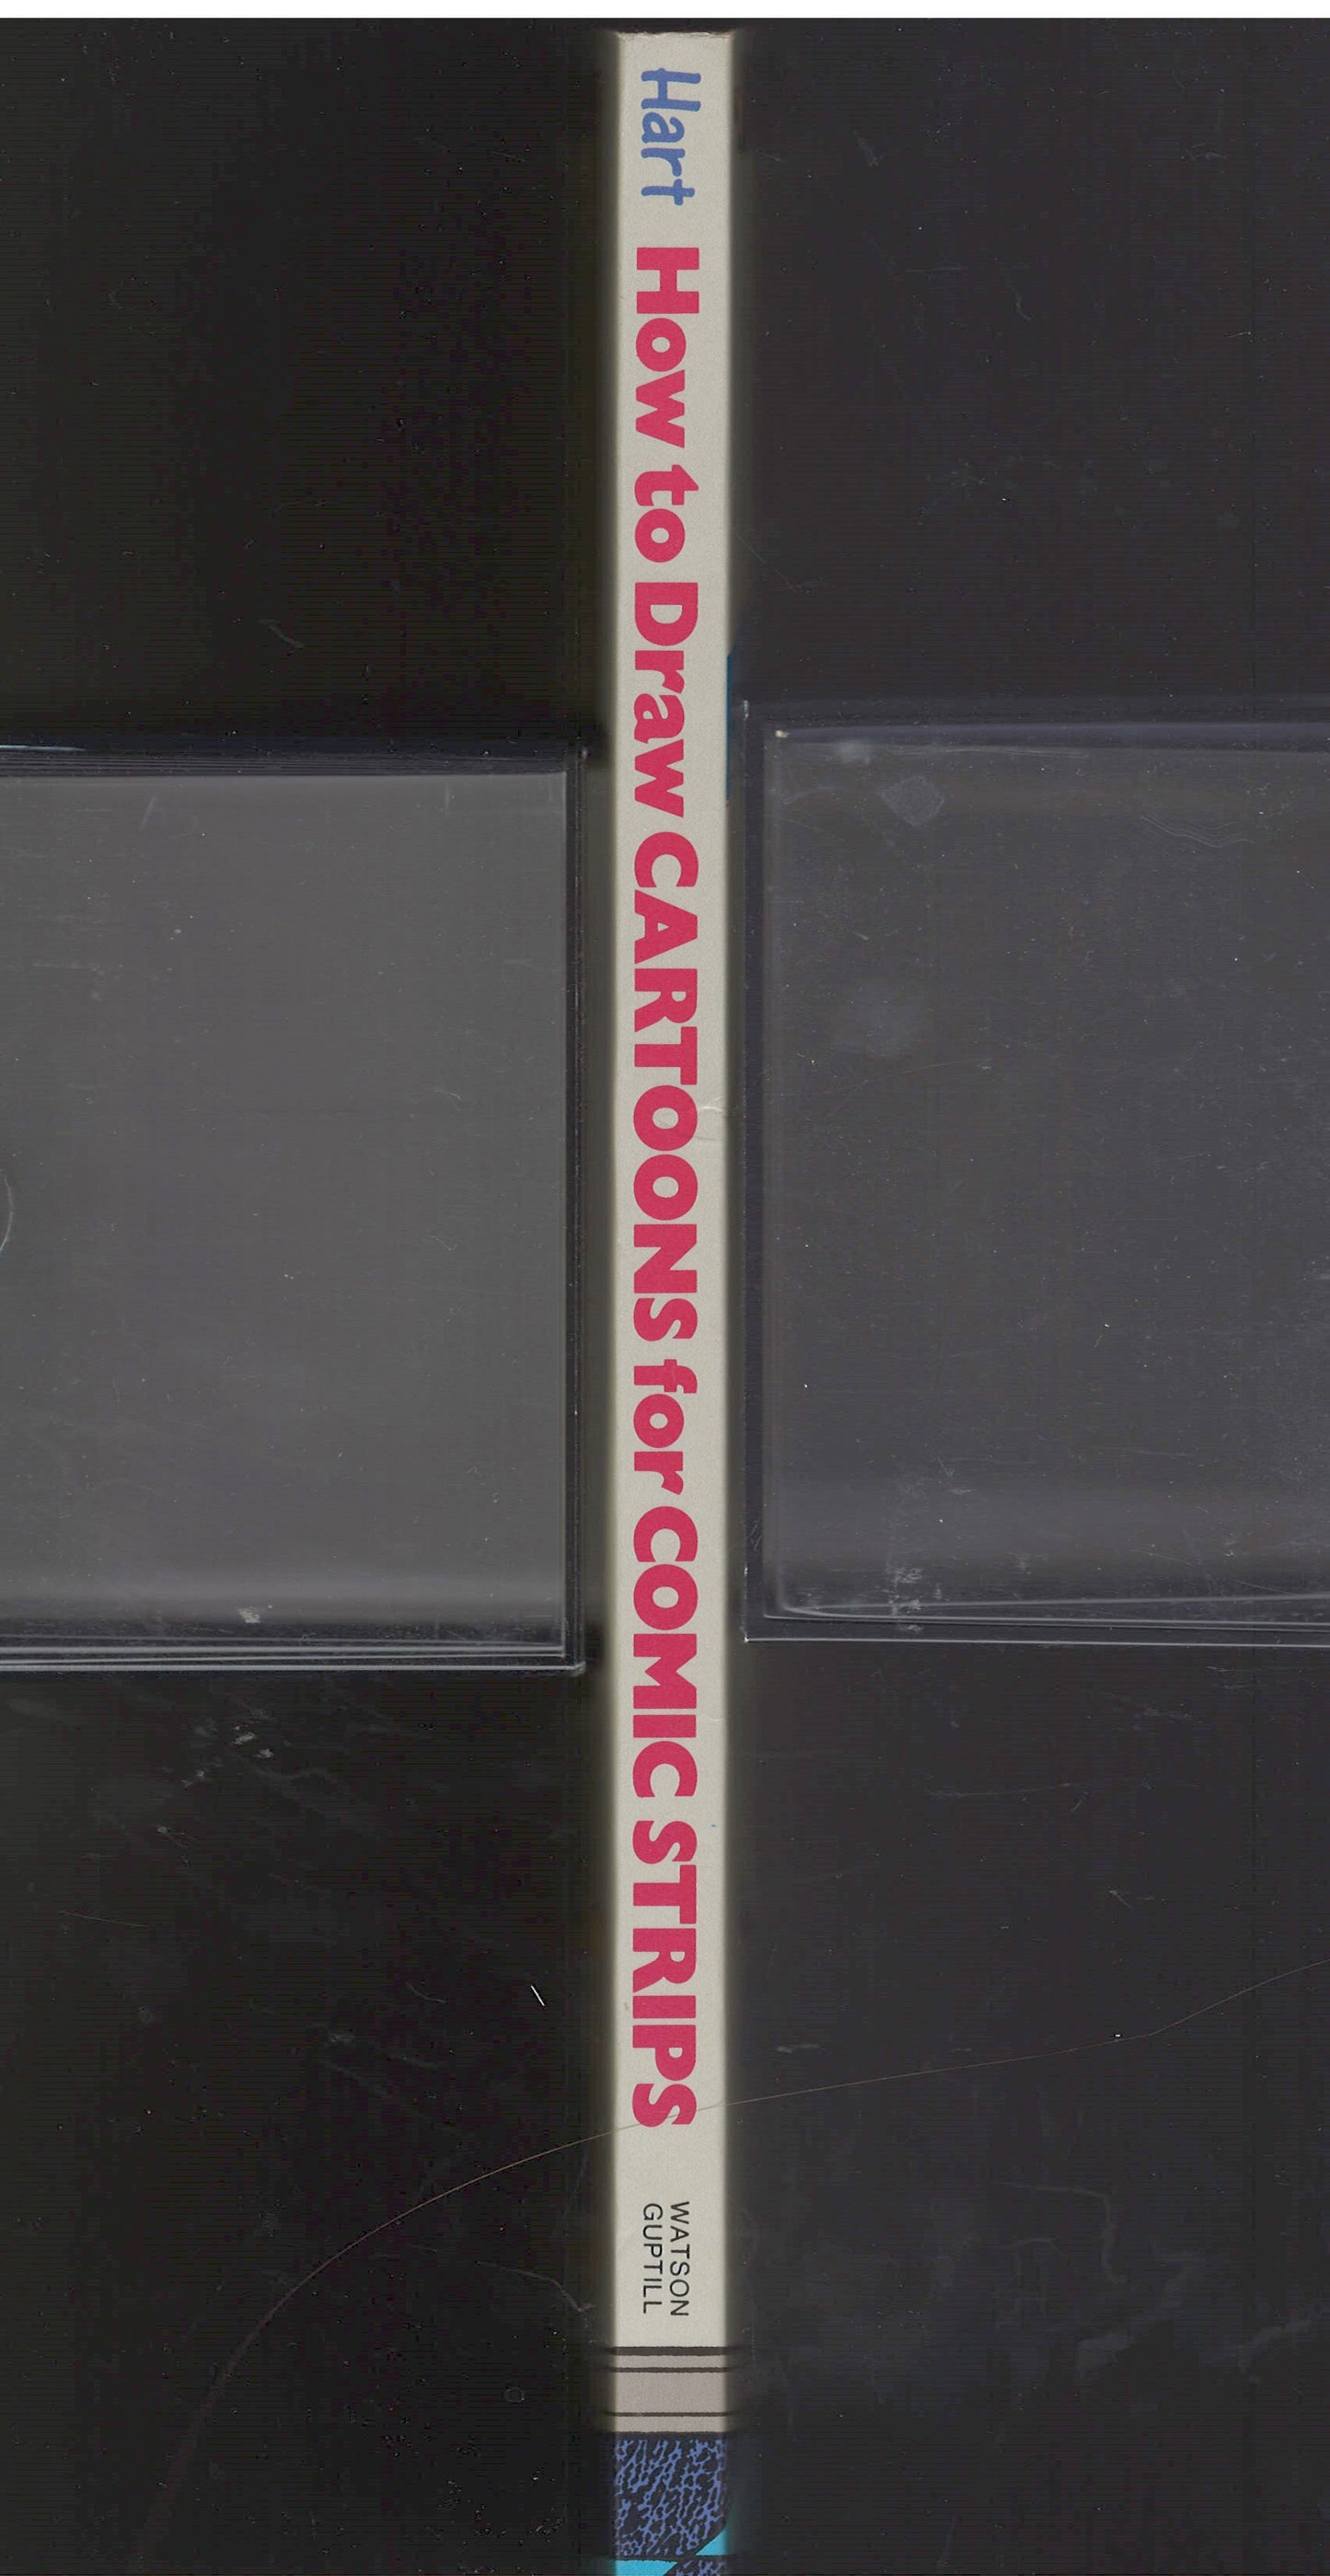 Hart How to Draw CARTOONS for COMIC STRIPS
WATSON
GUPTILL